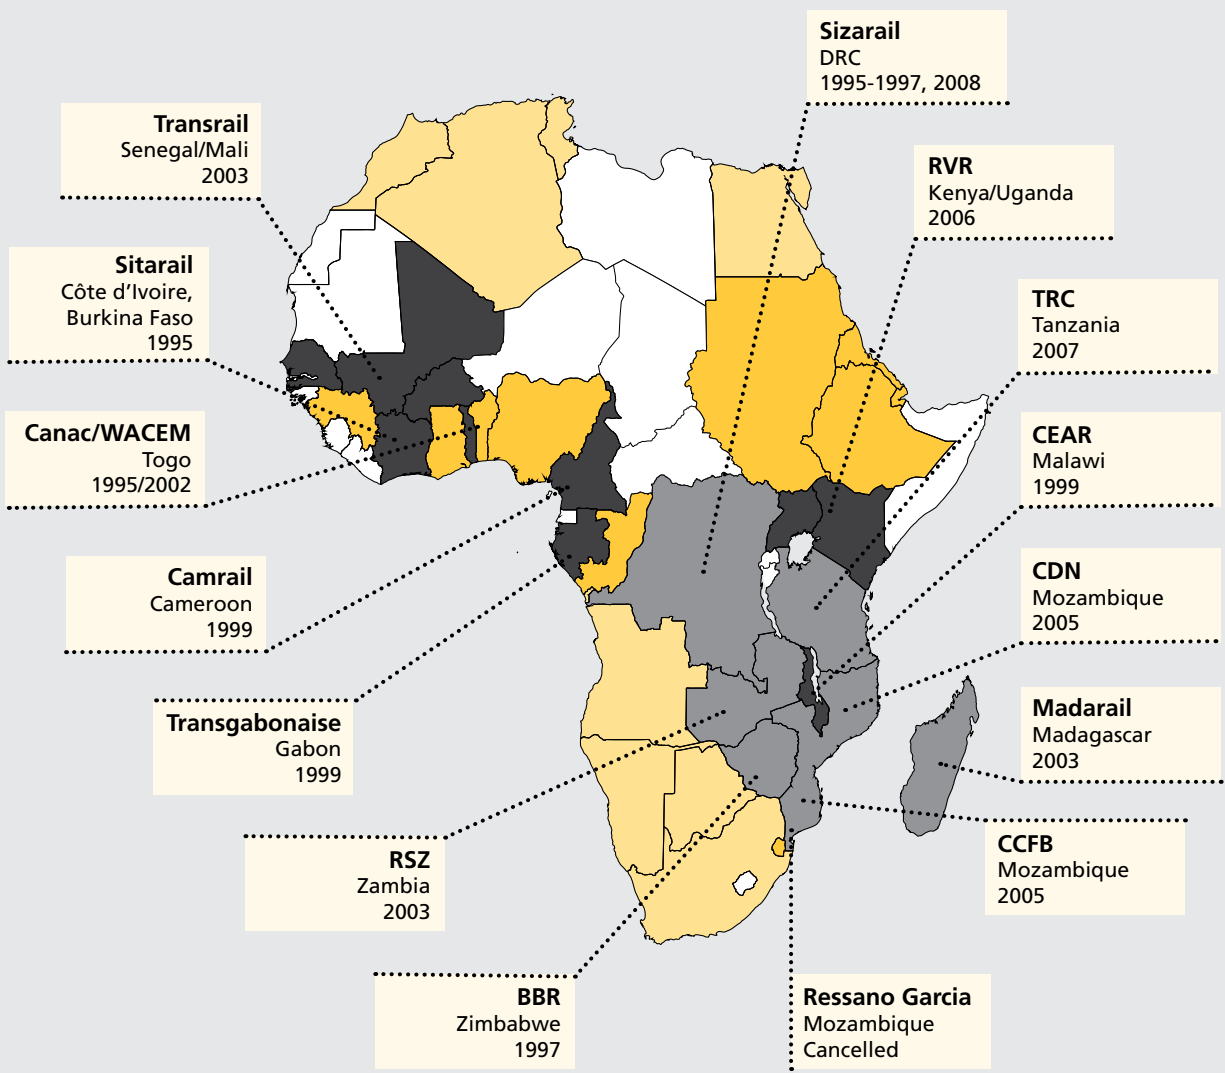 Sizarail
DRC
1995-1997, 2008
Transrail
Senegal/Mali
2003
RVR
Kenya/Uganda
2006
Sitarail
Côte d’Ivoire,
Burkina Faso
1995
TRC
Tanzania
2007
Canac/WACEM
Togo
1995/2002
CEAR
Malawi
1999
Camrail
Cameroon
1999
CDN
Mozambique
2005
Transgabonaise
Gabon
1999
Madarail
Madagascar
2003
RSZ
Zambia
2003
CCFB
Mozambique
2005
BBR
Zimbabwe
1997
Ressano Garcia
Mozambique
Cancelled